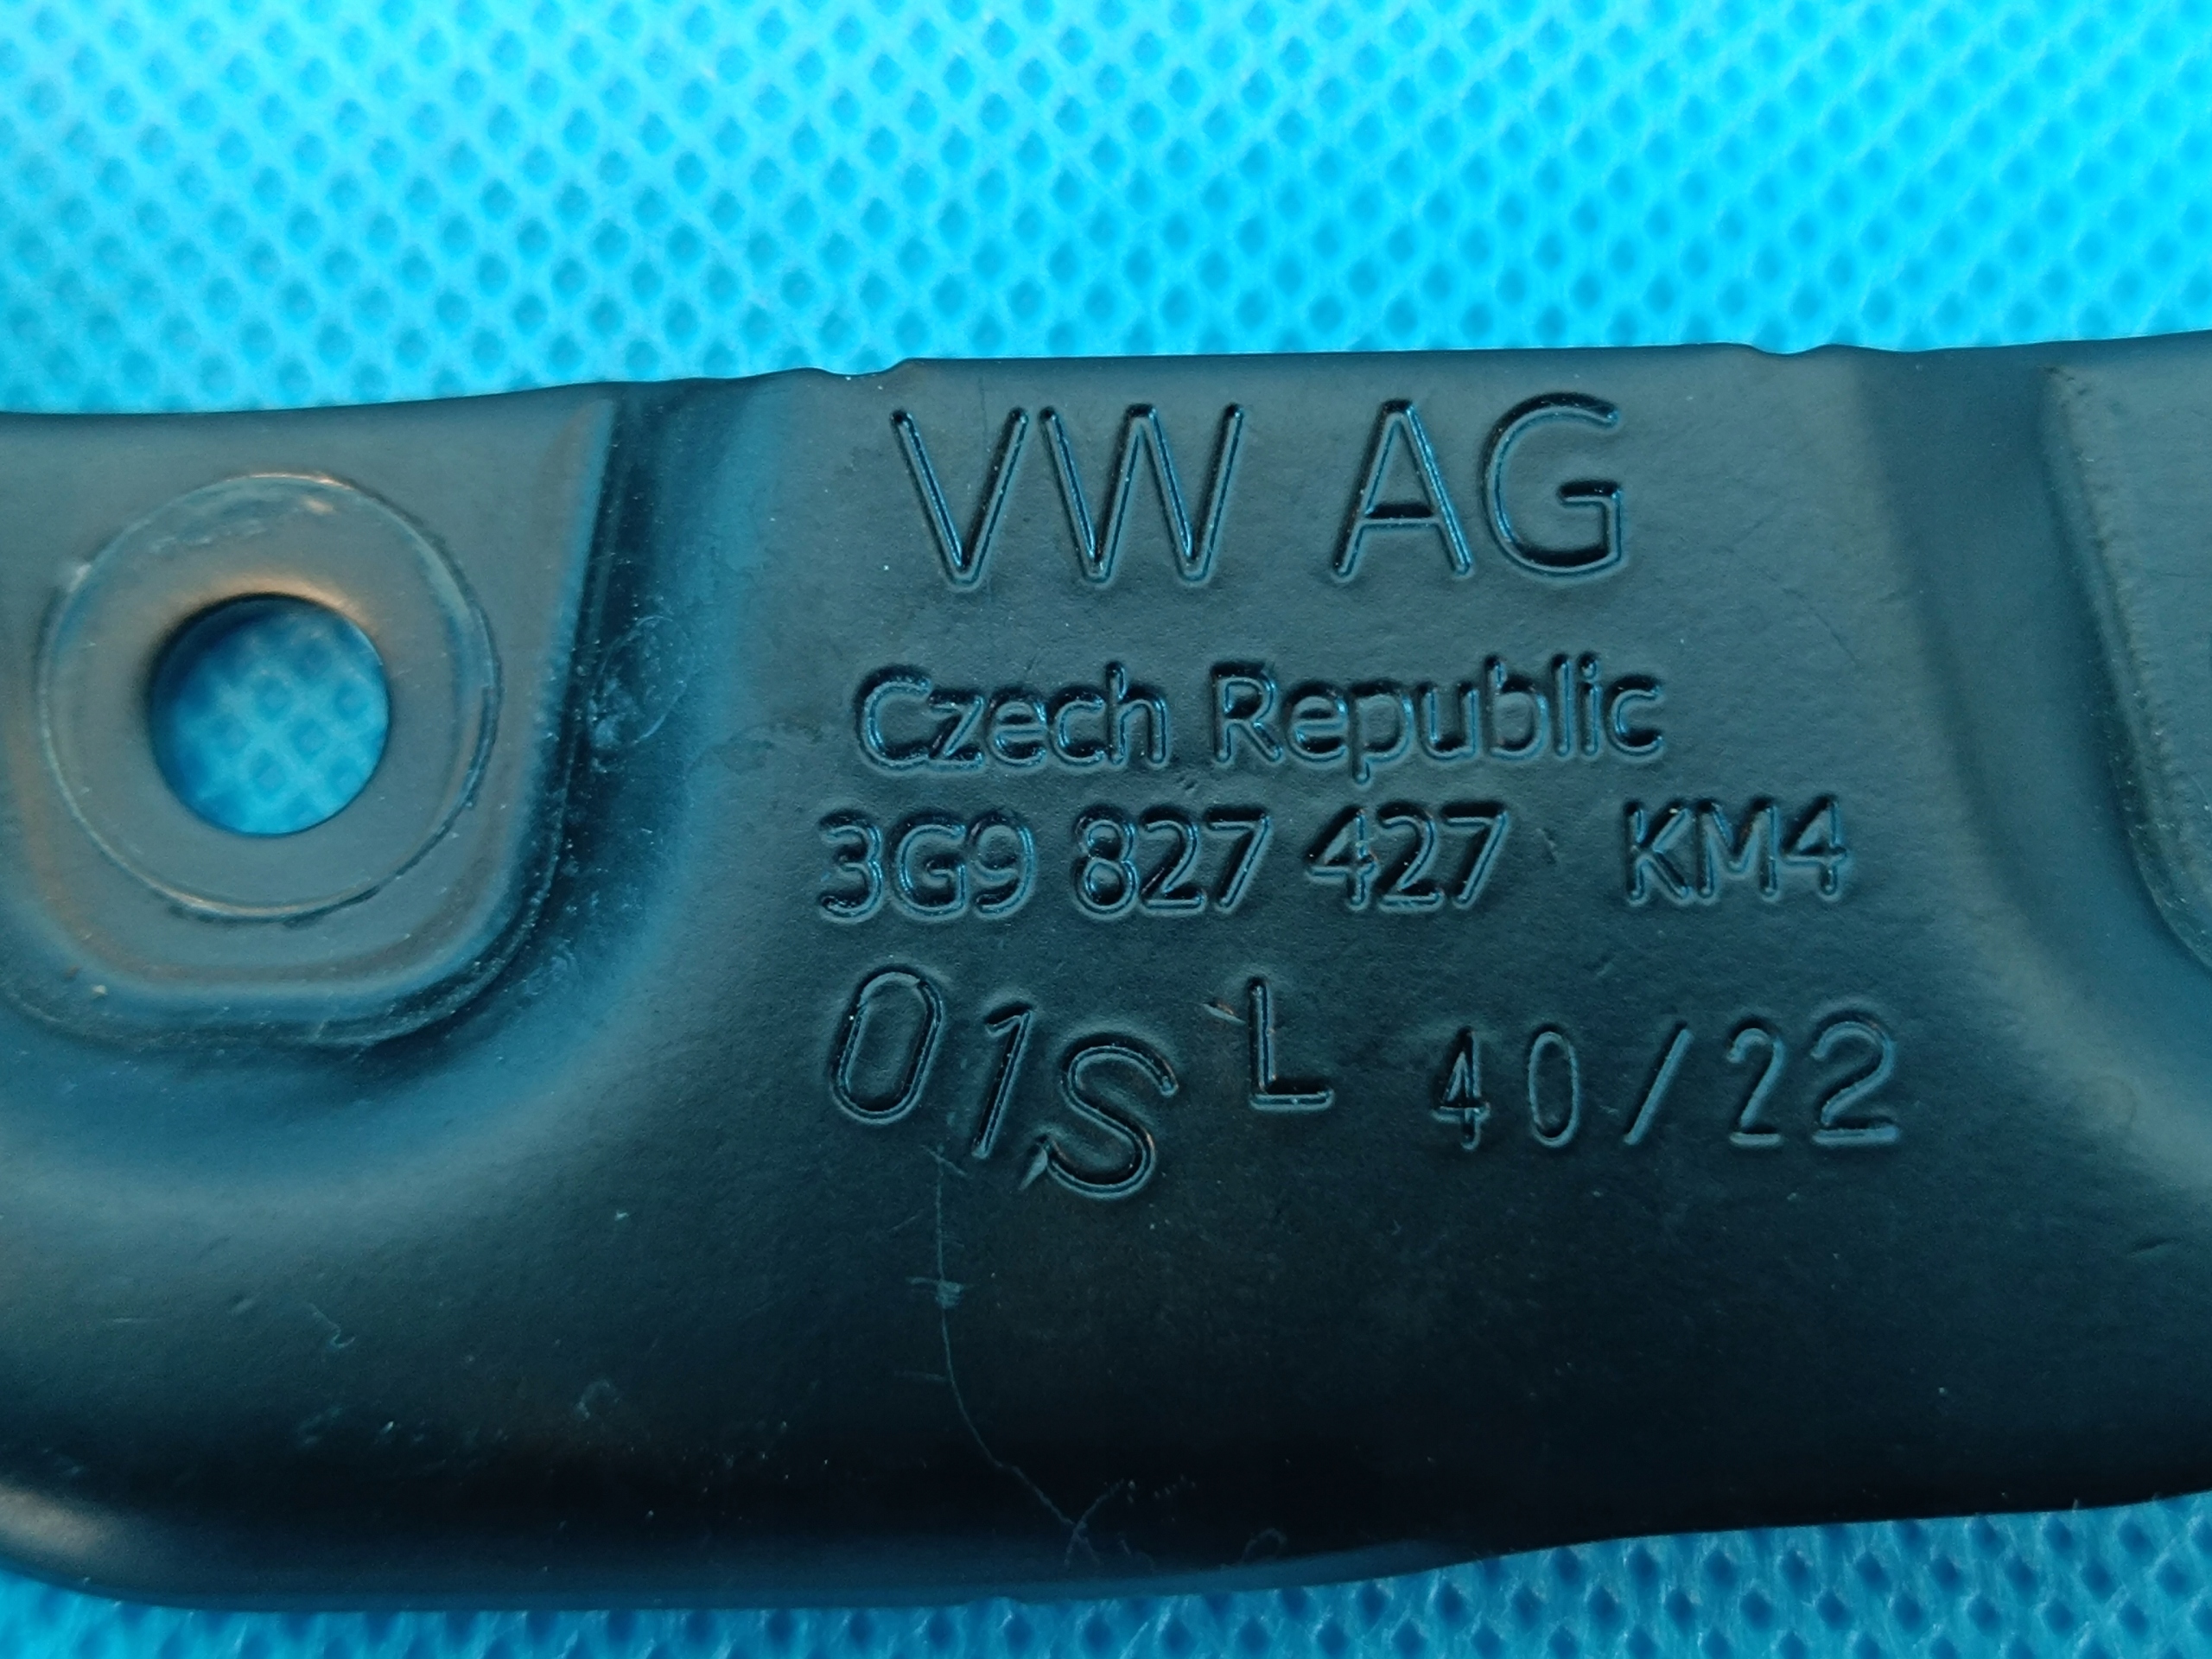 VW AG
Czech Republic
3G9 827 427 KM4
01S L 40/22